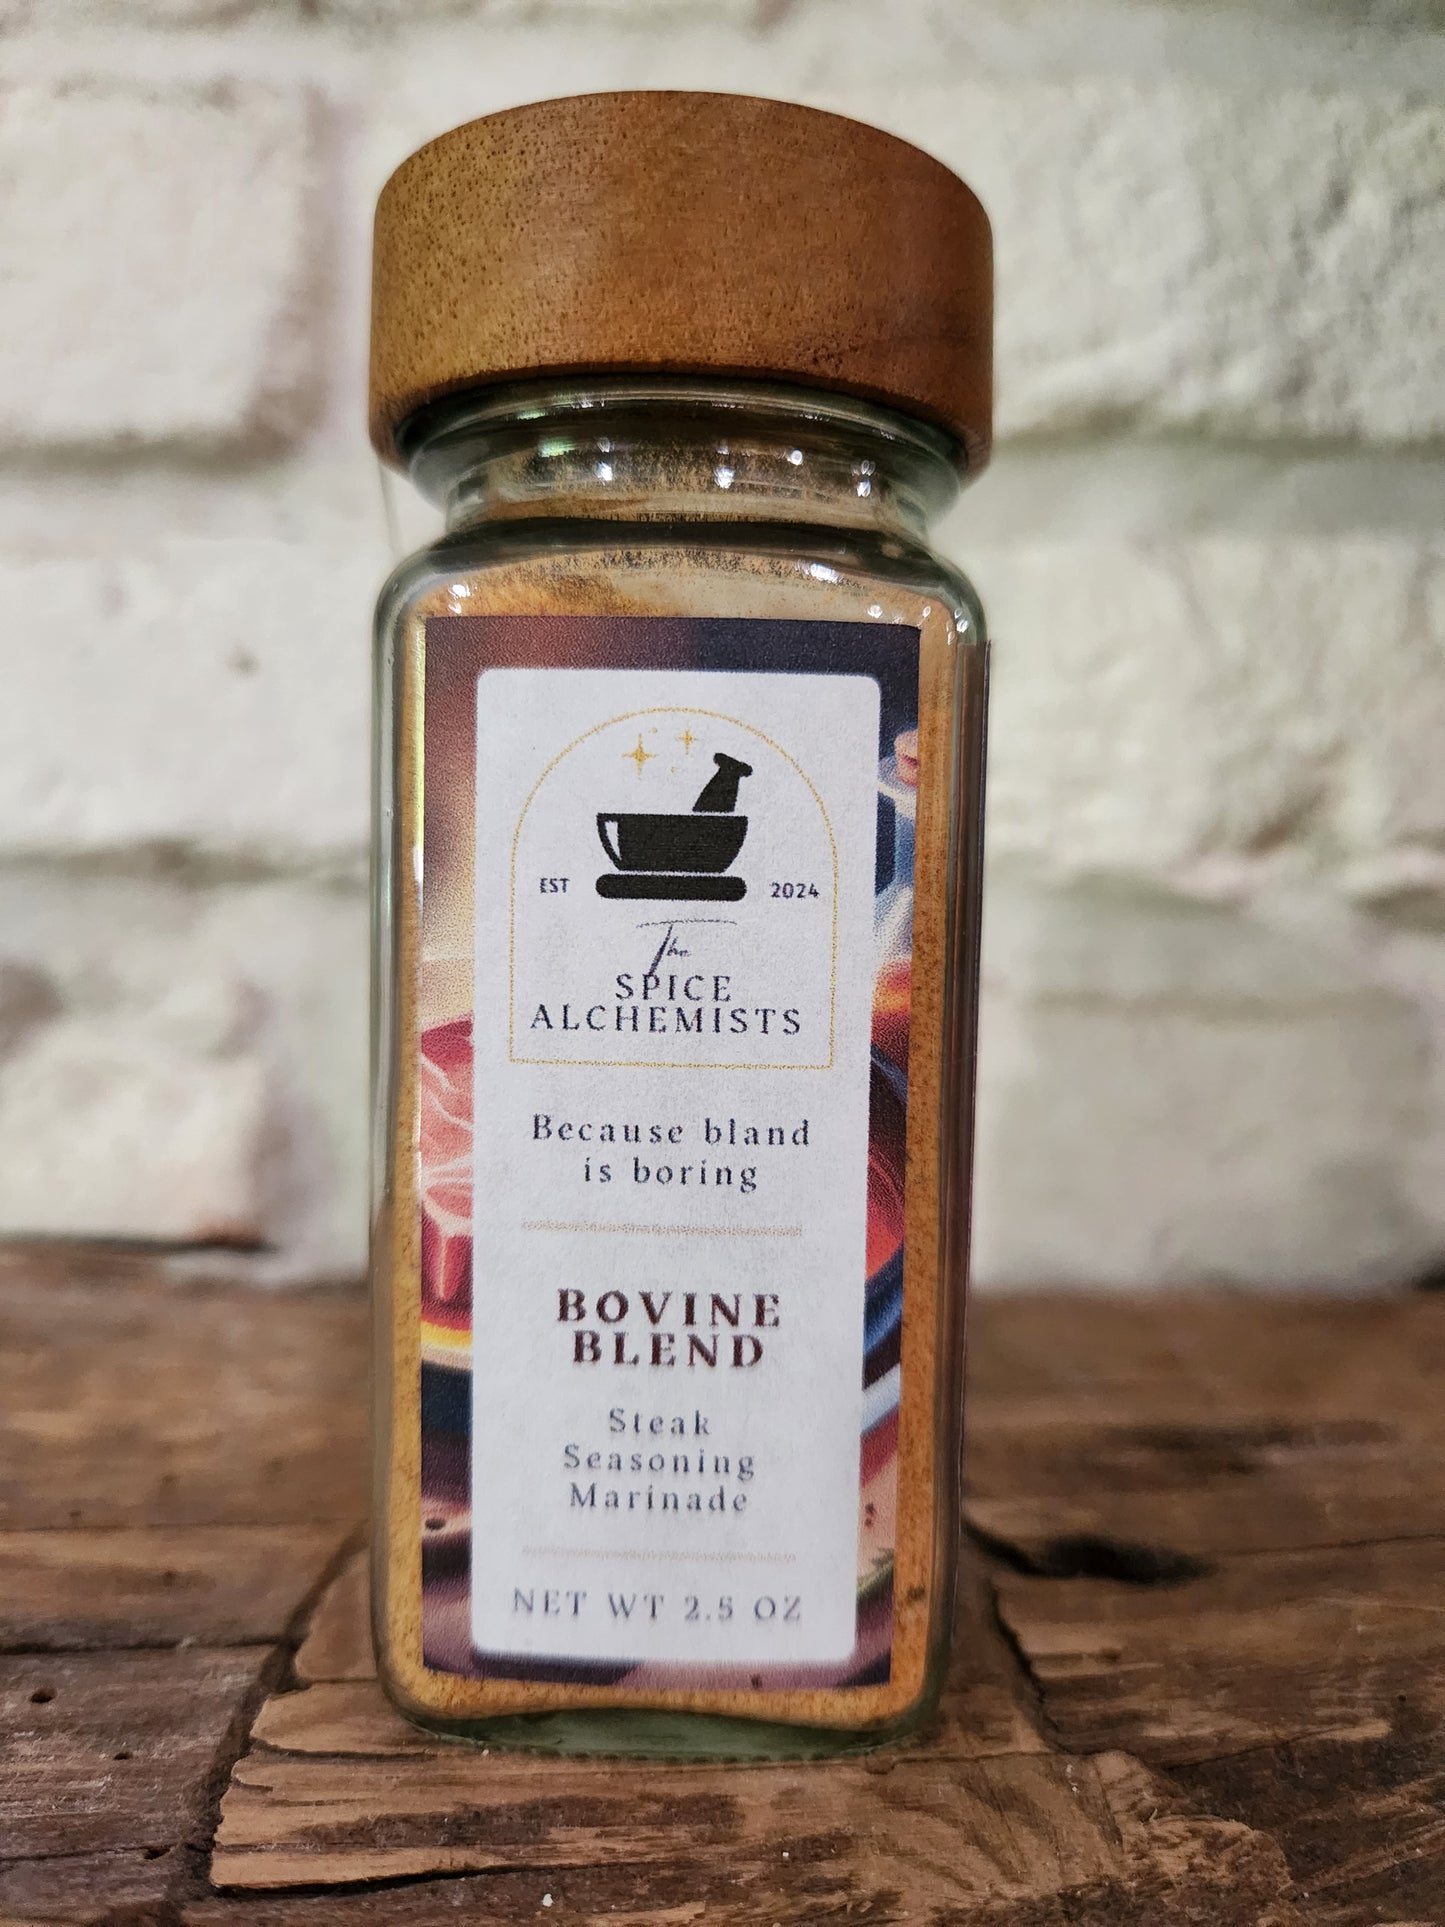 EST 2024
The
SPICE
ALCHEMISTS
Because bland
is boring
BOVINE
BLEND
Steak
Seasoning
Marinade
NET WT 2.5 OZ